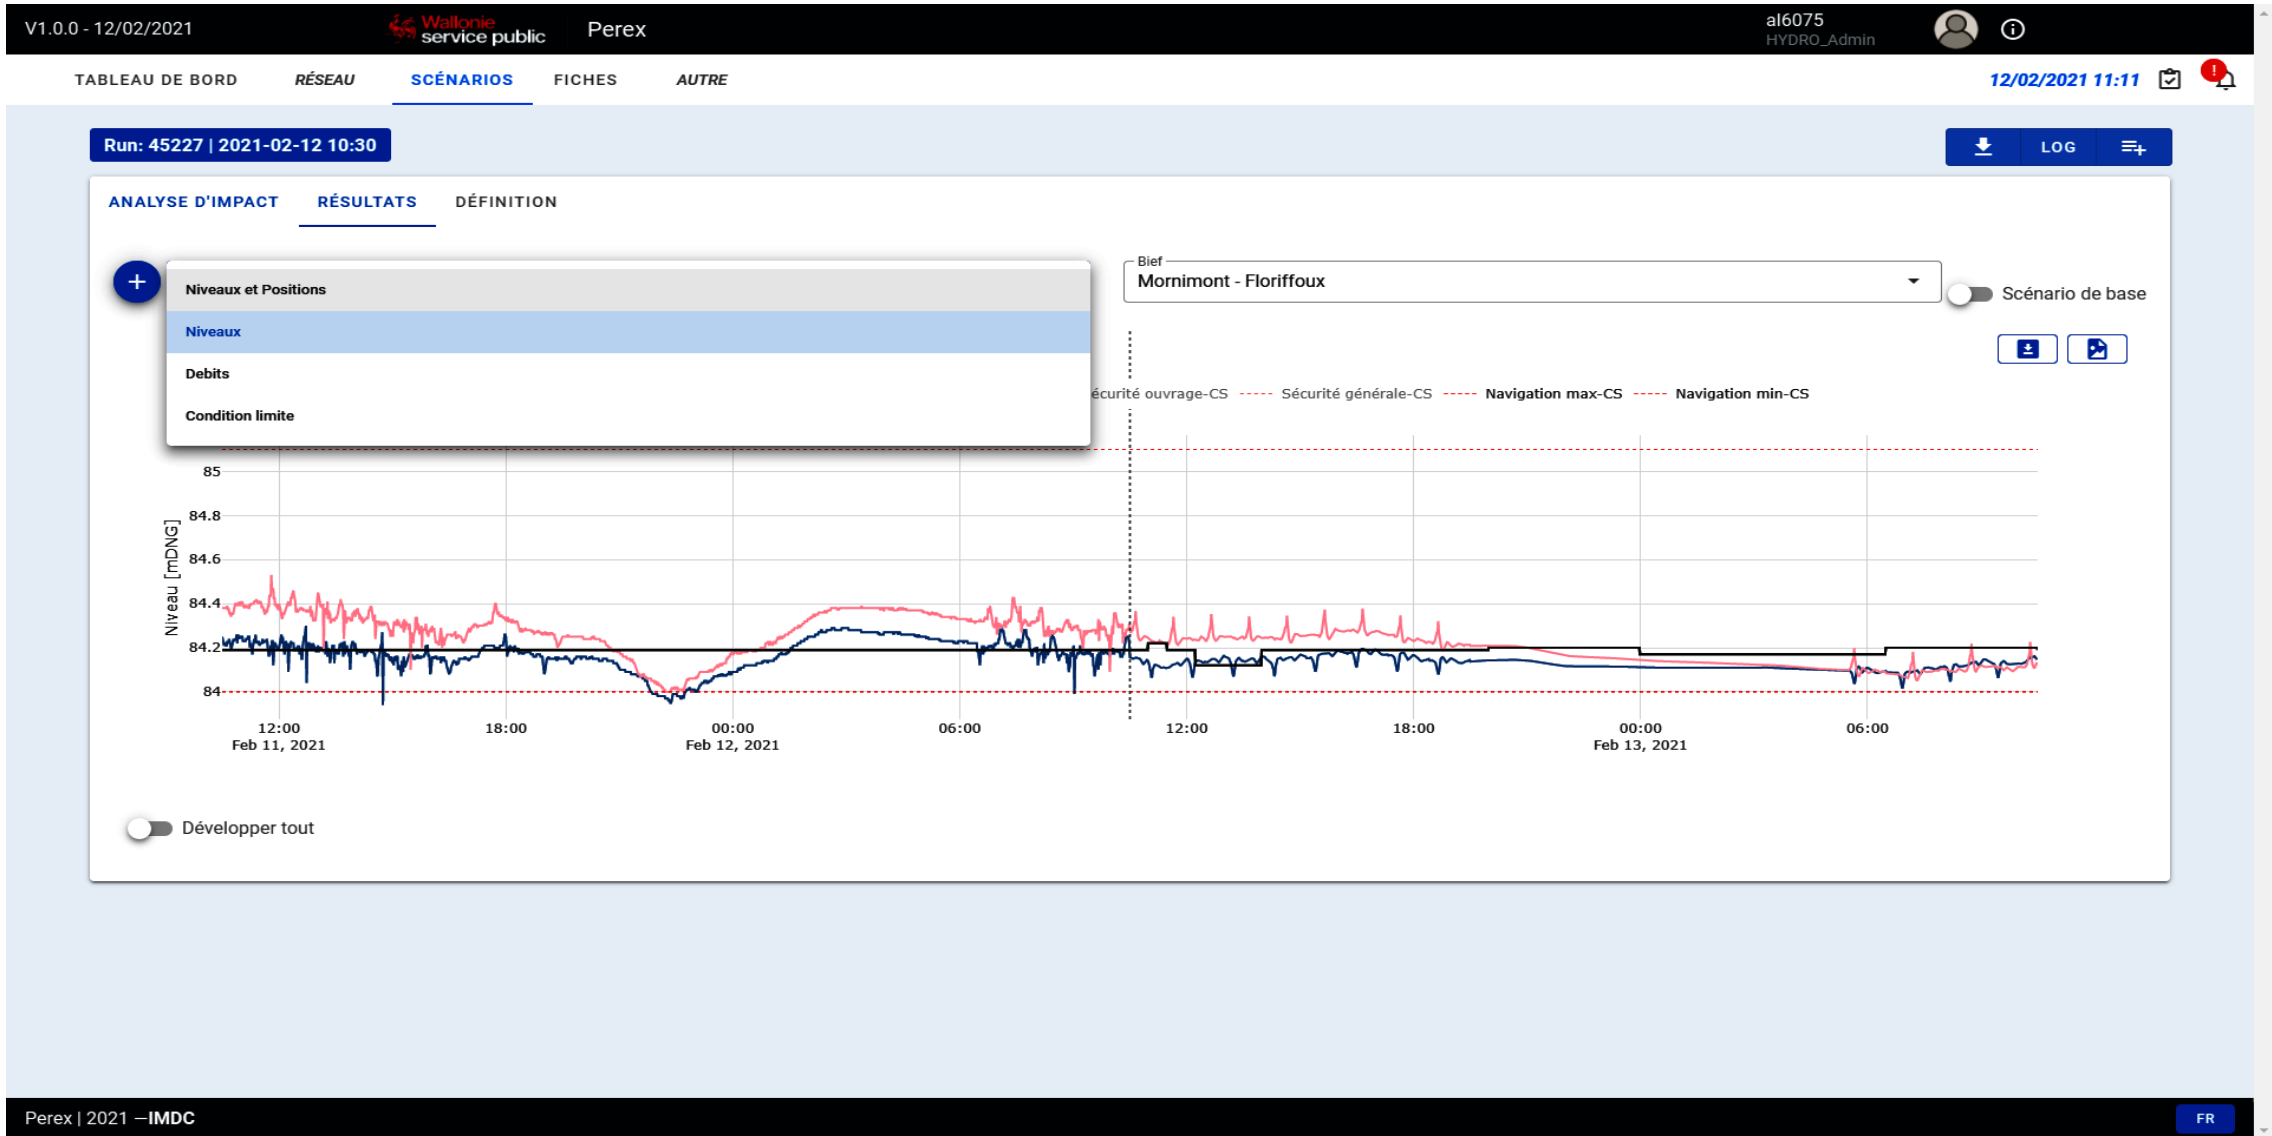 V1.0.0 - 12/02/2021
Wallonie
service public
Perex
al6075
HYDRO_Admin
TABLEAU DE BORD
RÉSEAU
SCÉNARIOS
FICHES
AUTRE
12/02/2021 11:11
!
Run: 45227 | 2021-02-12 10:30
LOG
ANALYSE D'IMPACT
RÉSULTATS
DÉFINITION
Niveaux et Positions
Niveaux
Debits
Condition limite
Bief
Mornimont - Floriffoux
Scénario de base
écurité ouvrage-CS
Sécurité générale-CS
Navigation max-CS
Navigation min-CS
Niveau [mDNG]
85
84.8
84.6
84.4
84.2
84
12:00
Feb 11, 2021
18:00
00:00
Feb 12, 2021
06:00
12:00
18:00
00:00
Feb 13, 2021
06:00
Développer tout
Perex | 2021 —IMDC
FR